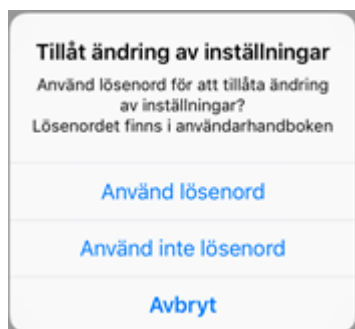 Tillåt ändring av inställningar
Använd lösenord för att tillåta ändring
av inställningar?
Lösenordet finns i användarhandboken
Använd lösenord
Använd inte lösenord
Avbryt